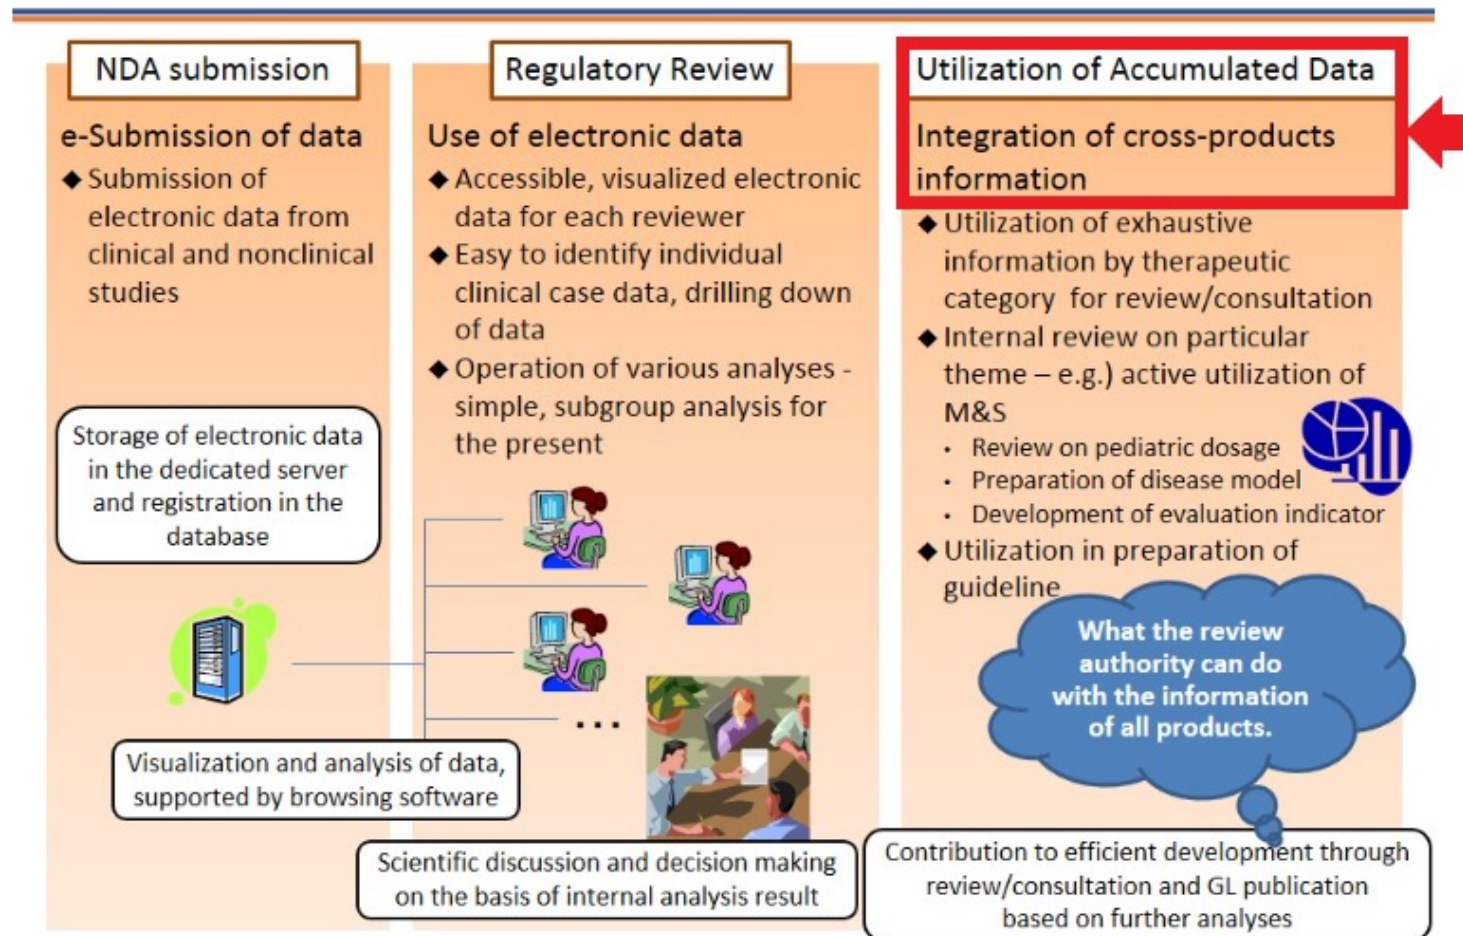 NDA submission
e-Submission of data
◆ Submission of
electronic data from
clinical and nonclinical
studies
Storage of electronic data
in the dedicated server
and registration in the
database
Visualization and analysis of data,
supported by browsing software
Regulatory Review
Use of electronic data
◆ Accessible, visualized electronic
data for each reviewer
◆ Easy to identify individual
clinical case data, drilling down
of data
◆ Operation of various analyses -
simple, subgroup analysis for
the present
...
Scientific discussion and decision making
on the basis of internal analysis result
Utilization of Accumulated Data
Integration of cross-products
information
◆ Utilization of exhaustive
information by therapeutic
category for review/consultation
◆ Internal review on particular
theme – e.g.) active utilization of
M&S
• Review on pediatric dosage
• Preparation of disease model
• Development of evaluation indicator
◆ Utilization in preparation of
guideline
What the review
authority can do
with the information
of all products.
Contribution to efficient development through
review/consultation and GL publication
based on further analyses